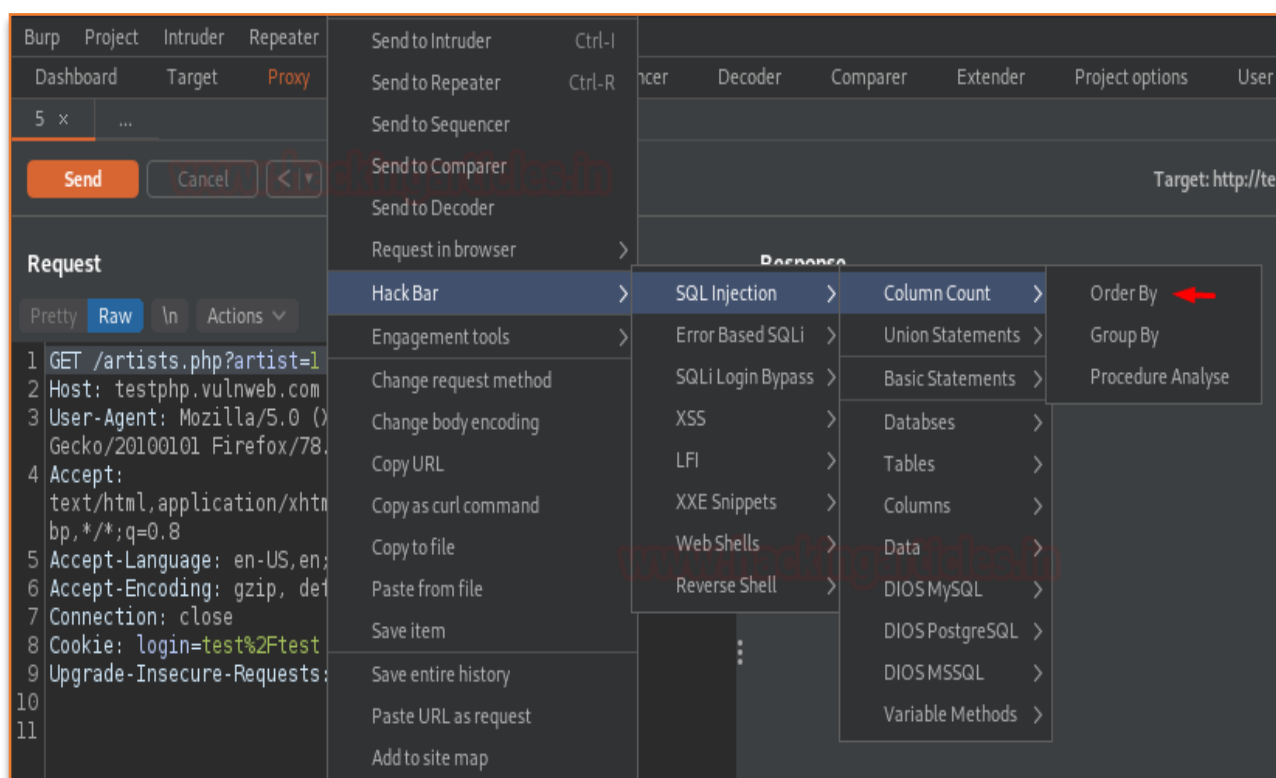 Burp Project Intruder Repeater
Dashboard Target Proxy ncer Decoder Comparer Extender Project options User
5 × ...
Send Cancel < ▾
Target: http://te
Request
Response
Pretty Raw \n Actions
1 GET /artists.php?artist=1
2 Host: testphp.vulnweb.com
3 User-Agent: Mozilla/5.0 (X
Gecko/20100101 Firefox/78.
4 Accept:
text/html,application/xhtm
bp,*/*;q=0.8
5 Accept-Language: en-US,en;
6 Accept-Encoding: gzip, def
7 Connection: close
8 Cookie: login=test%2Ftest
9 Upgrade-Insecure-Requests:
10
11
Send to Intruder Ctrl-I
Send to Repeater Ctrl-R
Send to Sequencer
Send to Comparer
Send to Decoder
Request in browser >
Hack Bar >
Engagement tools >
Change request method
Change body encoding
Copy URL
Copy as curl command
Copy to file
Paste from file
Save item
Save entire history
Paste URL as request
Add to site map
SQL Injection >
Error Based SQLi >
SQLi Login Bypass >
XSS >
LFI >
XXE Snippets >
Web Shells >
Reverse Shell >
Column Count >
Union Statements >
Basic Statements >
Databses >
Tables >
Columns >
Data >
DIOS MySQL >
DIOS PostgreSQL >
DIOS MSSQL >
Variable Methods >
Order By
Group By
Procedure Analyse
www.hackingarticles.in
www.hackingarticles.in